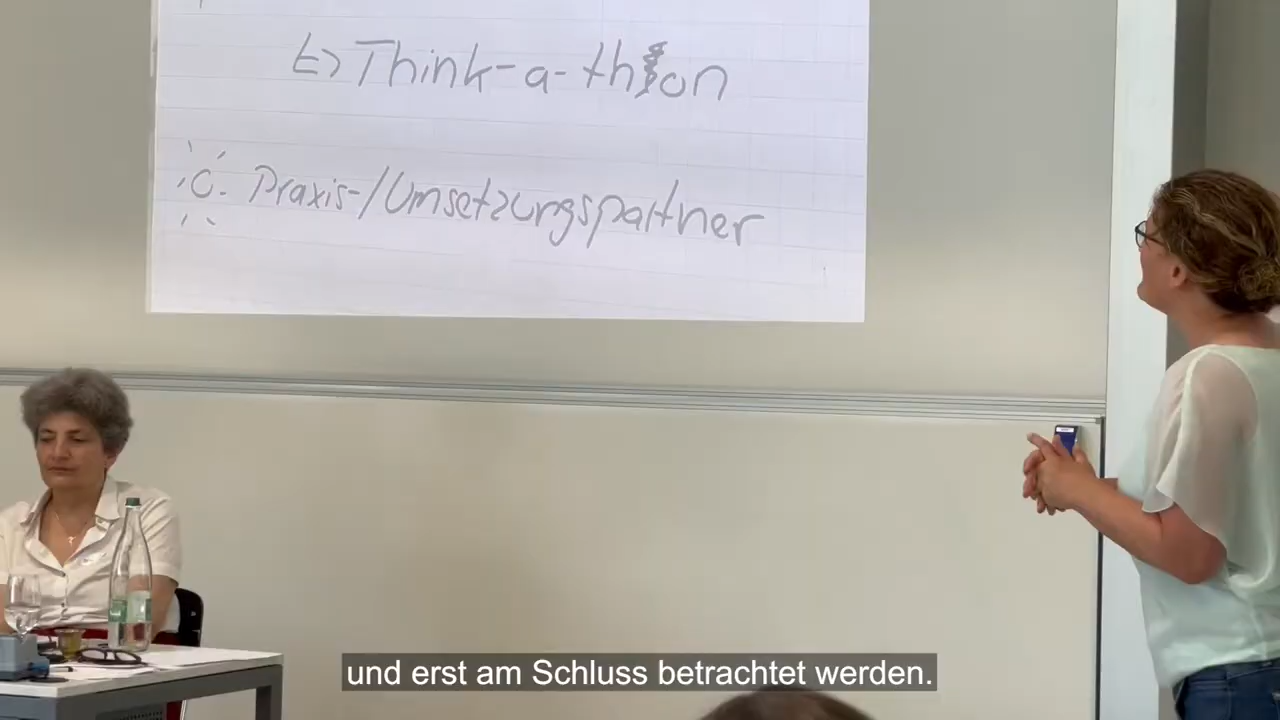 ↳ Think-a-thon
C. Praxis-/Umsetzungspartner
und erst am Schluss betrachtet werden.